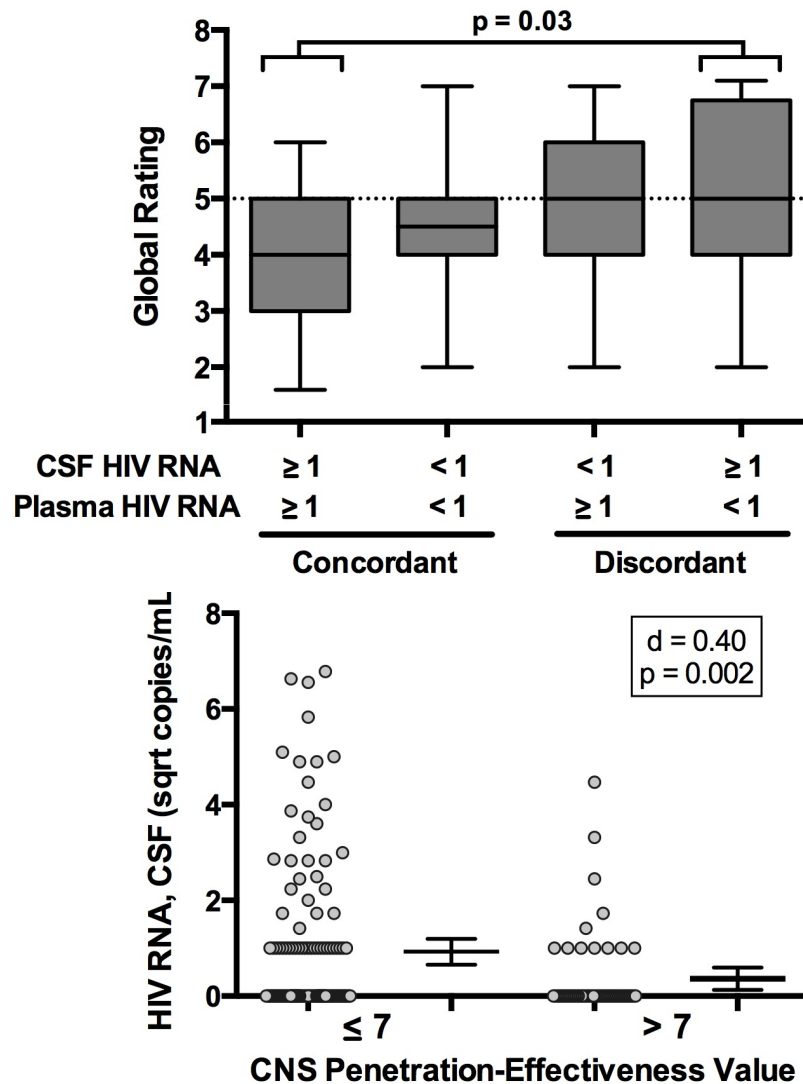 p = 0.03
8
7
6
5
4
3
2
1
Global Rating
CSF HIV RNA ≥ 1 < 1 < 1 ≥ 1
Plasma HIV RNA ≥ 1 < 1 ≥ 1 < 1
Concordant Discordant
8
6
4
2
0
HIV RNA, CSF (sqrt copies/mL
d = 0.40
p = 0.002
≤ 7 > 7
CNS Penetration-Effectiveness Value